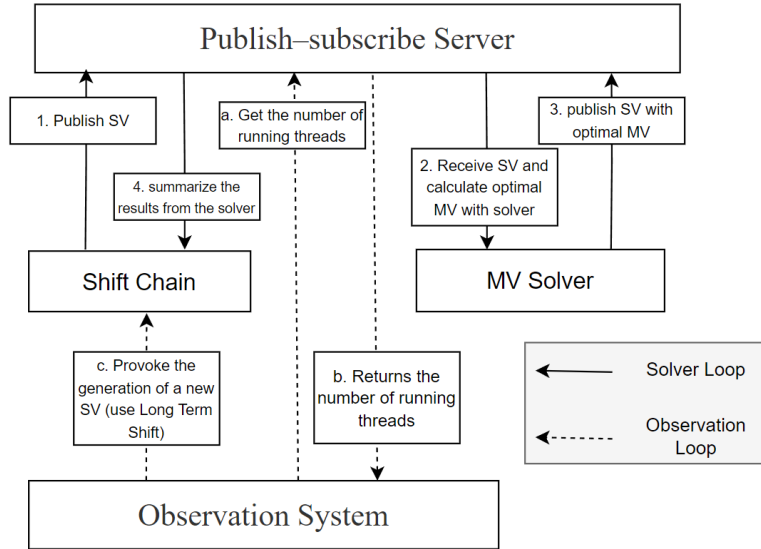 Publish–subscribe Server
1. Publish SV
a. Get the number of
running threads
3. publish SV with
optimal MV
4. summarize the
results from the solver
2. Receive SV and
calculate optimal
MV with solver
Shift Chain
MV Solver
c. Provoke the
generation of a new
SV (use Long Term
Shift)
b. Returns the
number of running
threads
Solver Loop
Observation
Loop
Observation System